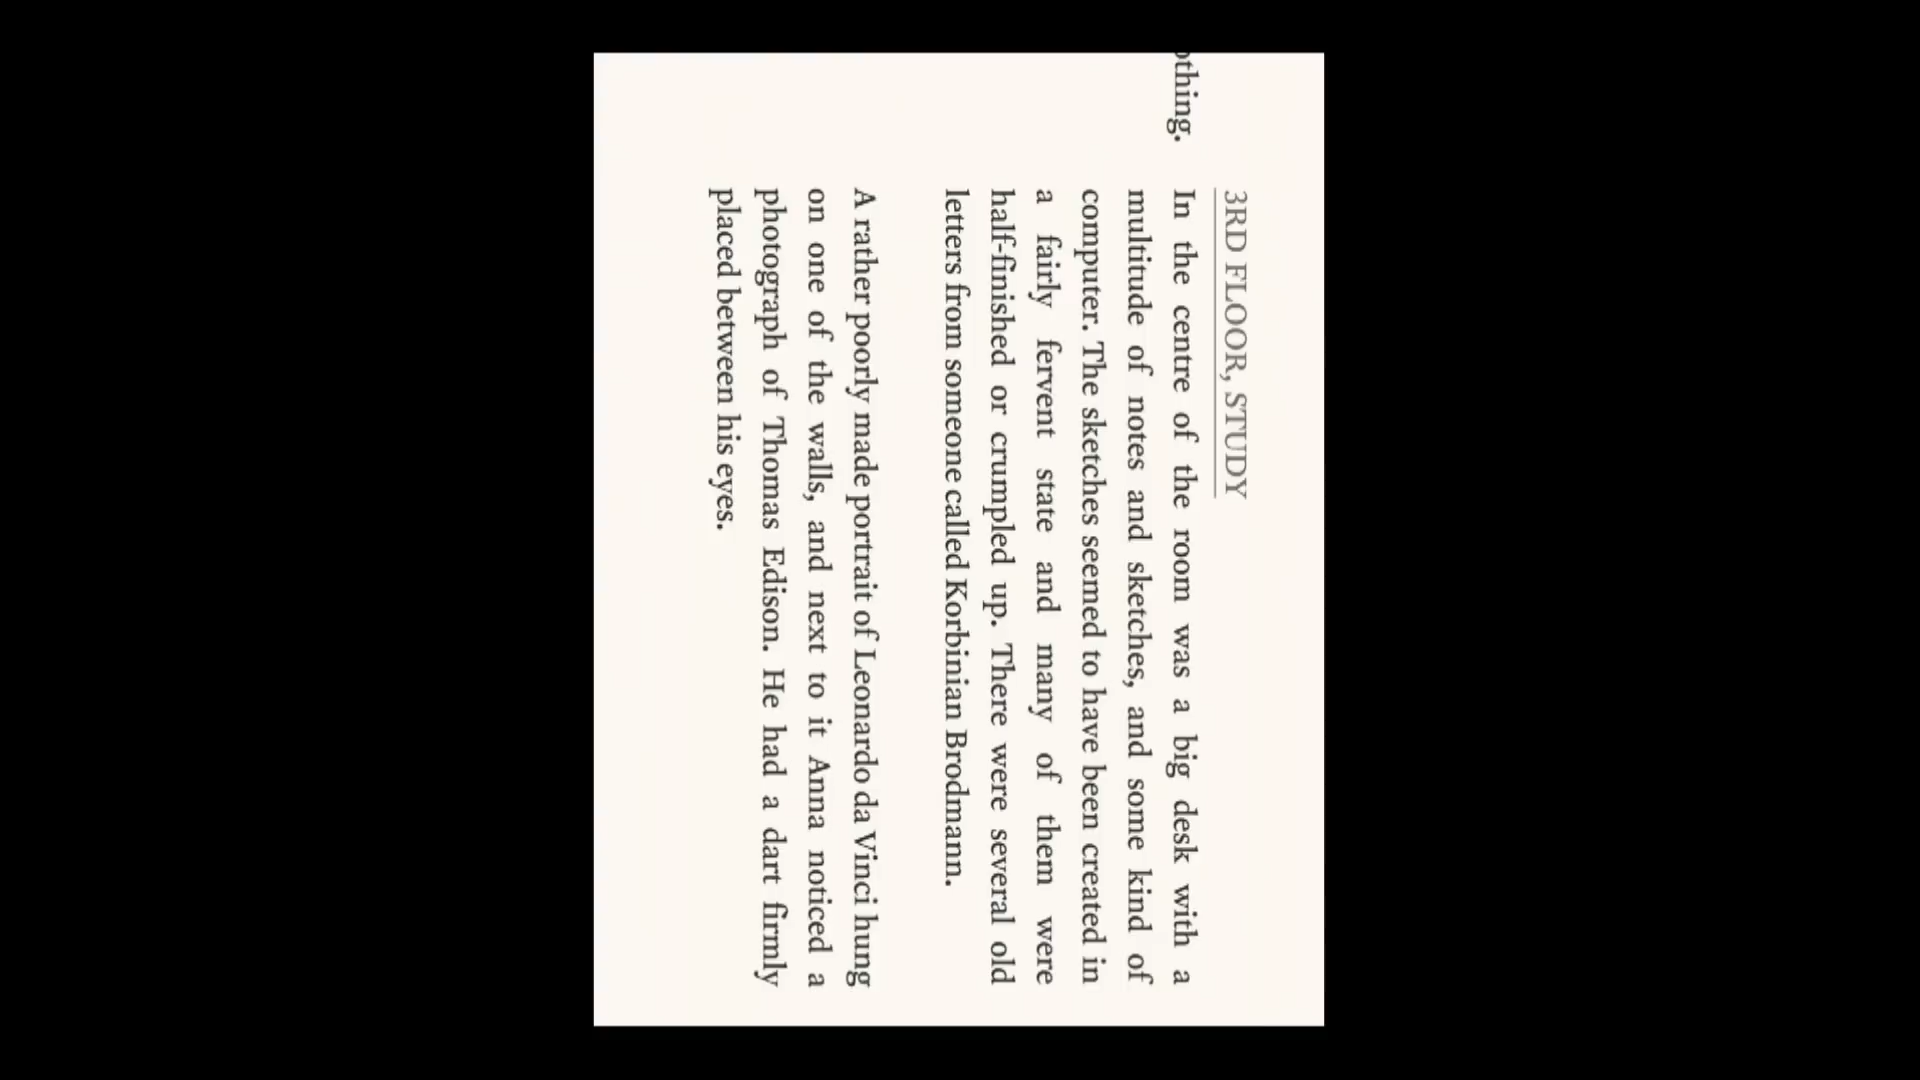 3RD FLOOR, STUDY
In the centre of the room was a big desk with a
multitude of notes and sketches, and some kind of
computer. The sketches seemed to have been created in
a fairly fervent state and many of them were
half-finished or crumpled up. There were several old
letters from someone called Korbinian Brodmann.
A rather poorly made portrait of Leonardo da Vinci hung
on one of the walls, and next to it Anna noticed a
photograph of Thomas Edison. He had a dart firmly
placed between his eyes.